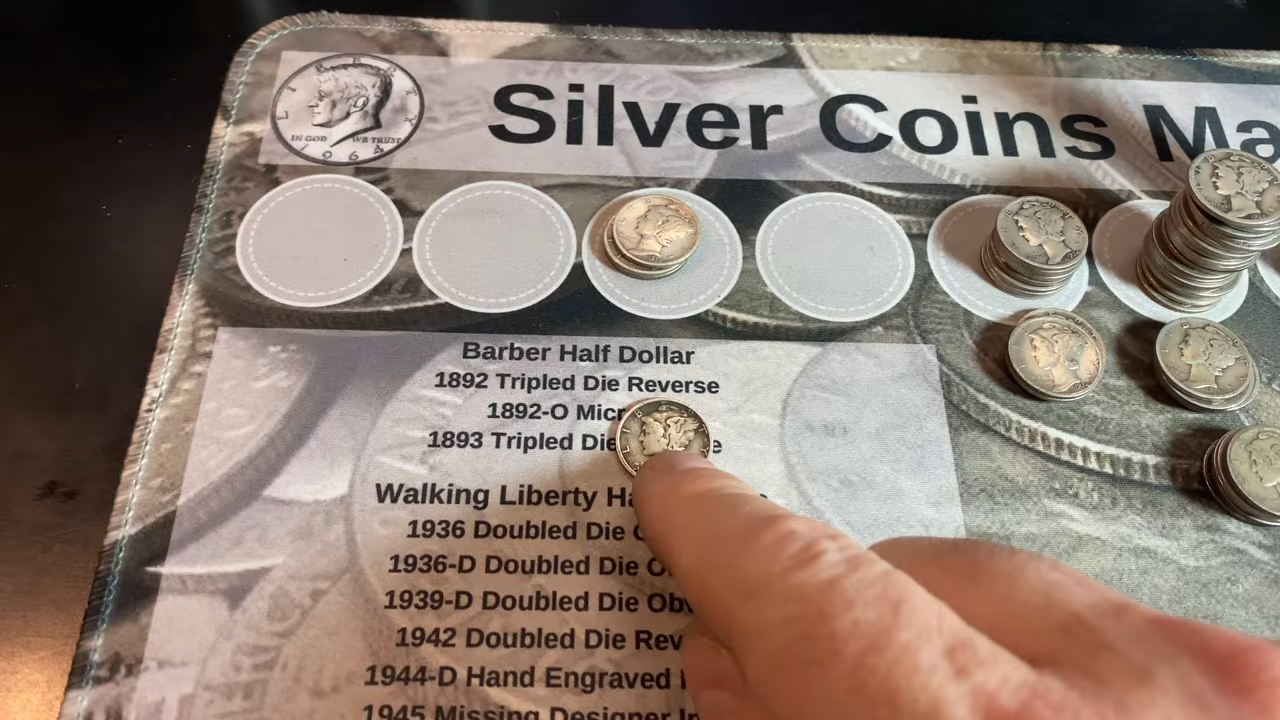 Silver Coins Ma
LIBERTY
IN GOD WE TRUST
1964
Barber Half Dollar
1892 Tripled Die Reverse
1892-O Micr
1893 Tripled Die
Walking Liberty Ha
1936 Doubled Die
1936-D Doubled Die O
1939-D Doubled Die Obv
1942 Doubled Die Rev
1944-D Hand Engraved
1945 Missing Designer In